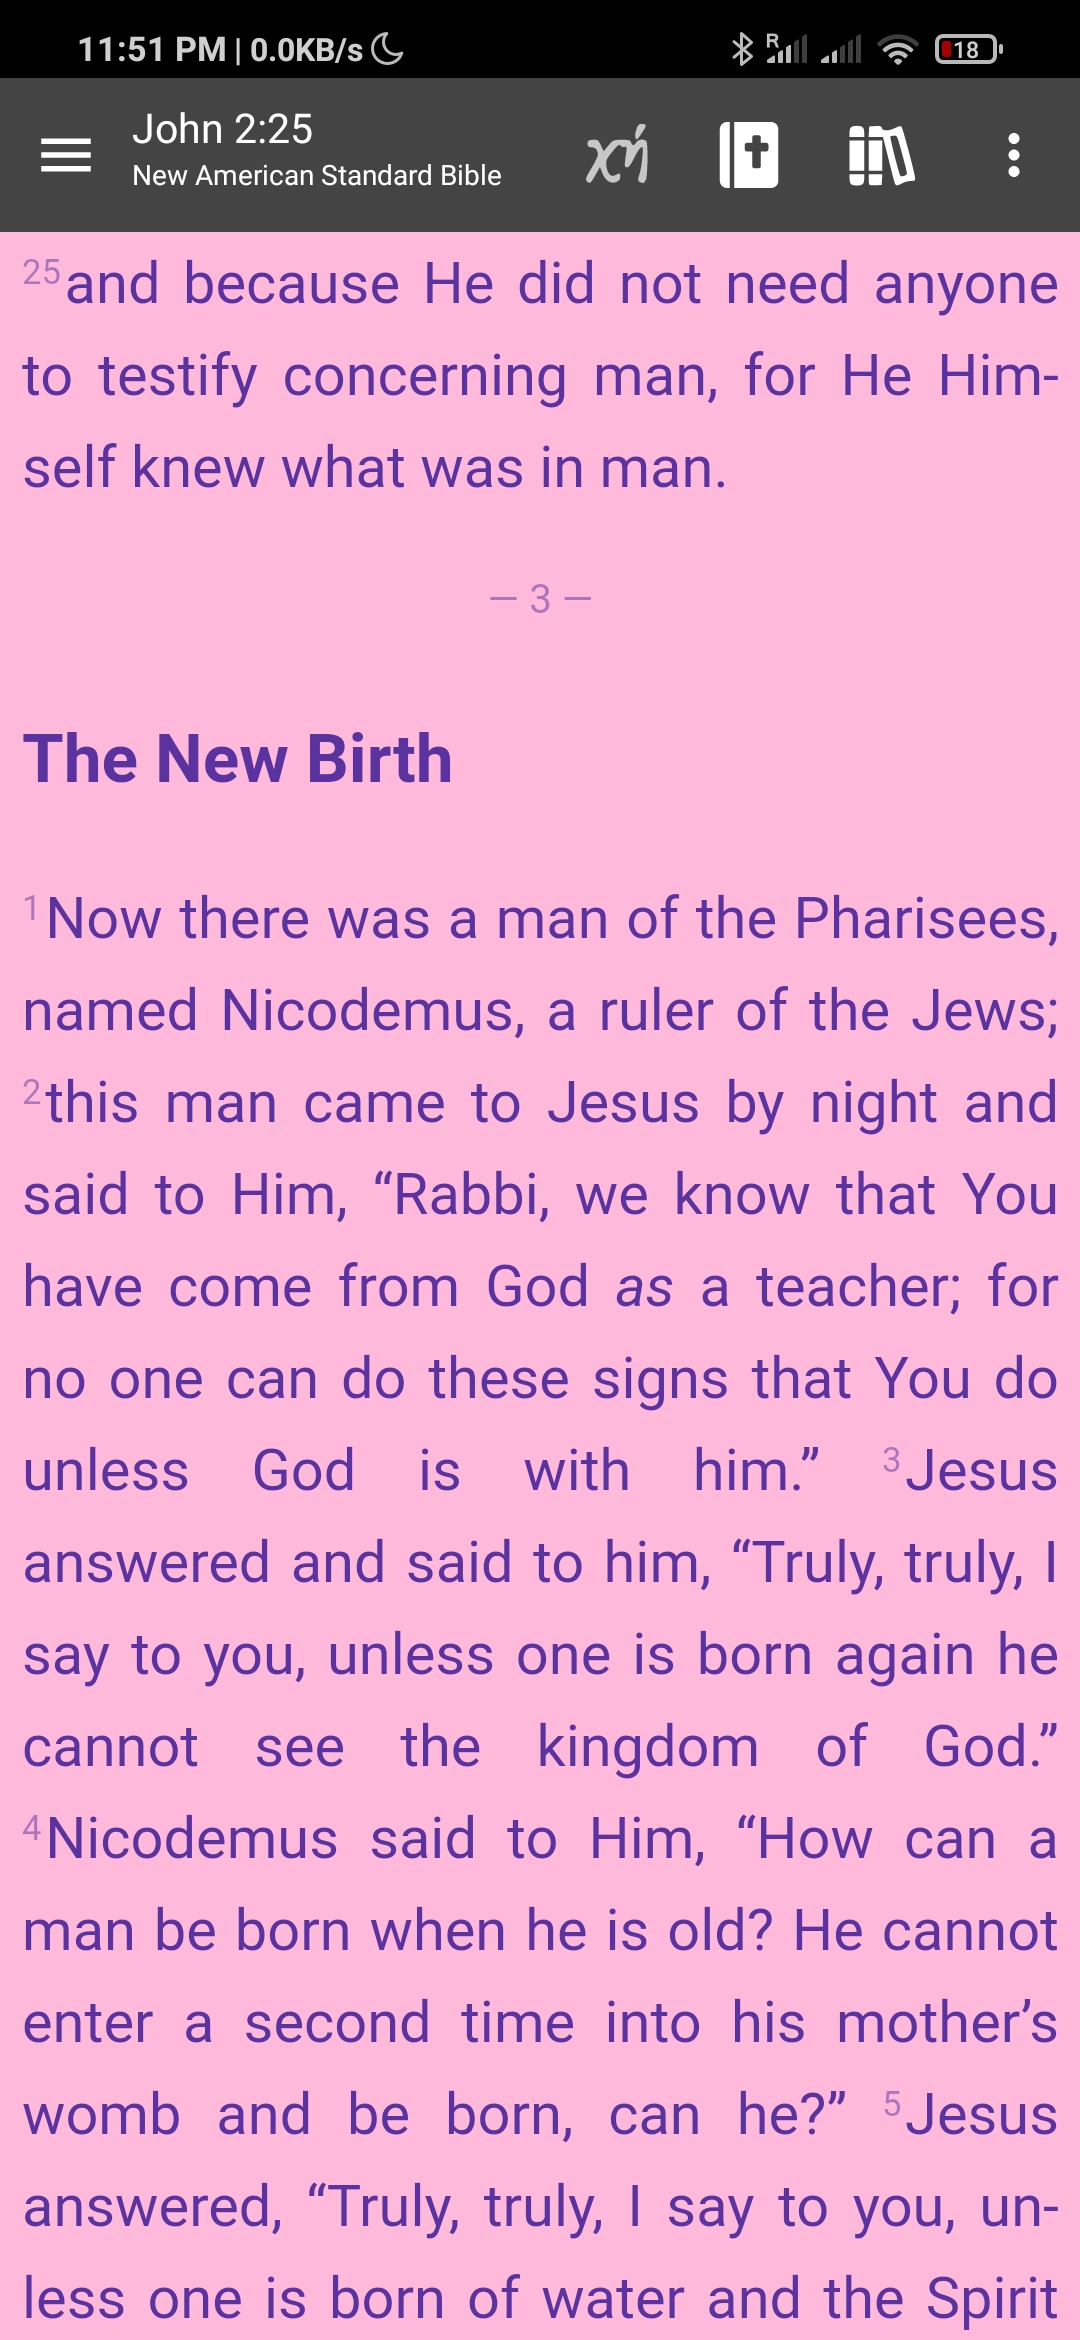 11:51 PM | 0.0KB/s
R
18
John 2:25
New American Standard Bible
χή
25 and because He did not need anyone
to testify concerning man, for He Him-
self knew what was in man.
— 3 —
The New Birth
1 Now there was a man of the Pharisees,
named Nicodemus, a ruler of the Jews;
2 this man came to Jesus by night and
said to Him, “Rabbi, we know that You
have come from God as a teacher; for
no one can do these signs that You do
unless God is with him.” 3 Jesus
answered and said to him, “Truly, truly, I
say to you, unless one is born again he
cannot see the kingdom of God.”
4 Nicodemus said to Him, “How can a
man be born when he is old? He cannot
enter a second time into his mother’s
womb and be born, can he?” 5 Jesus
answered, “Truly, truly, I say to you, un-
less one is born of water and the Spirit